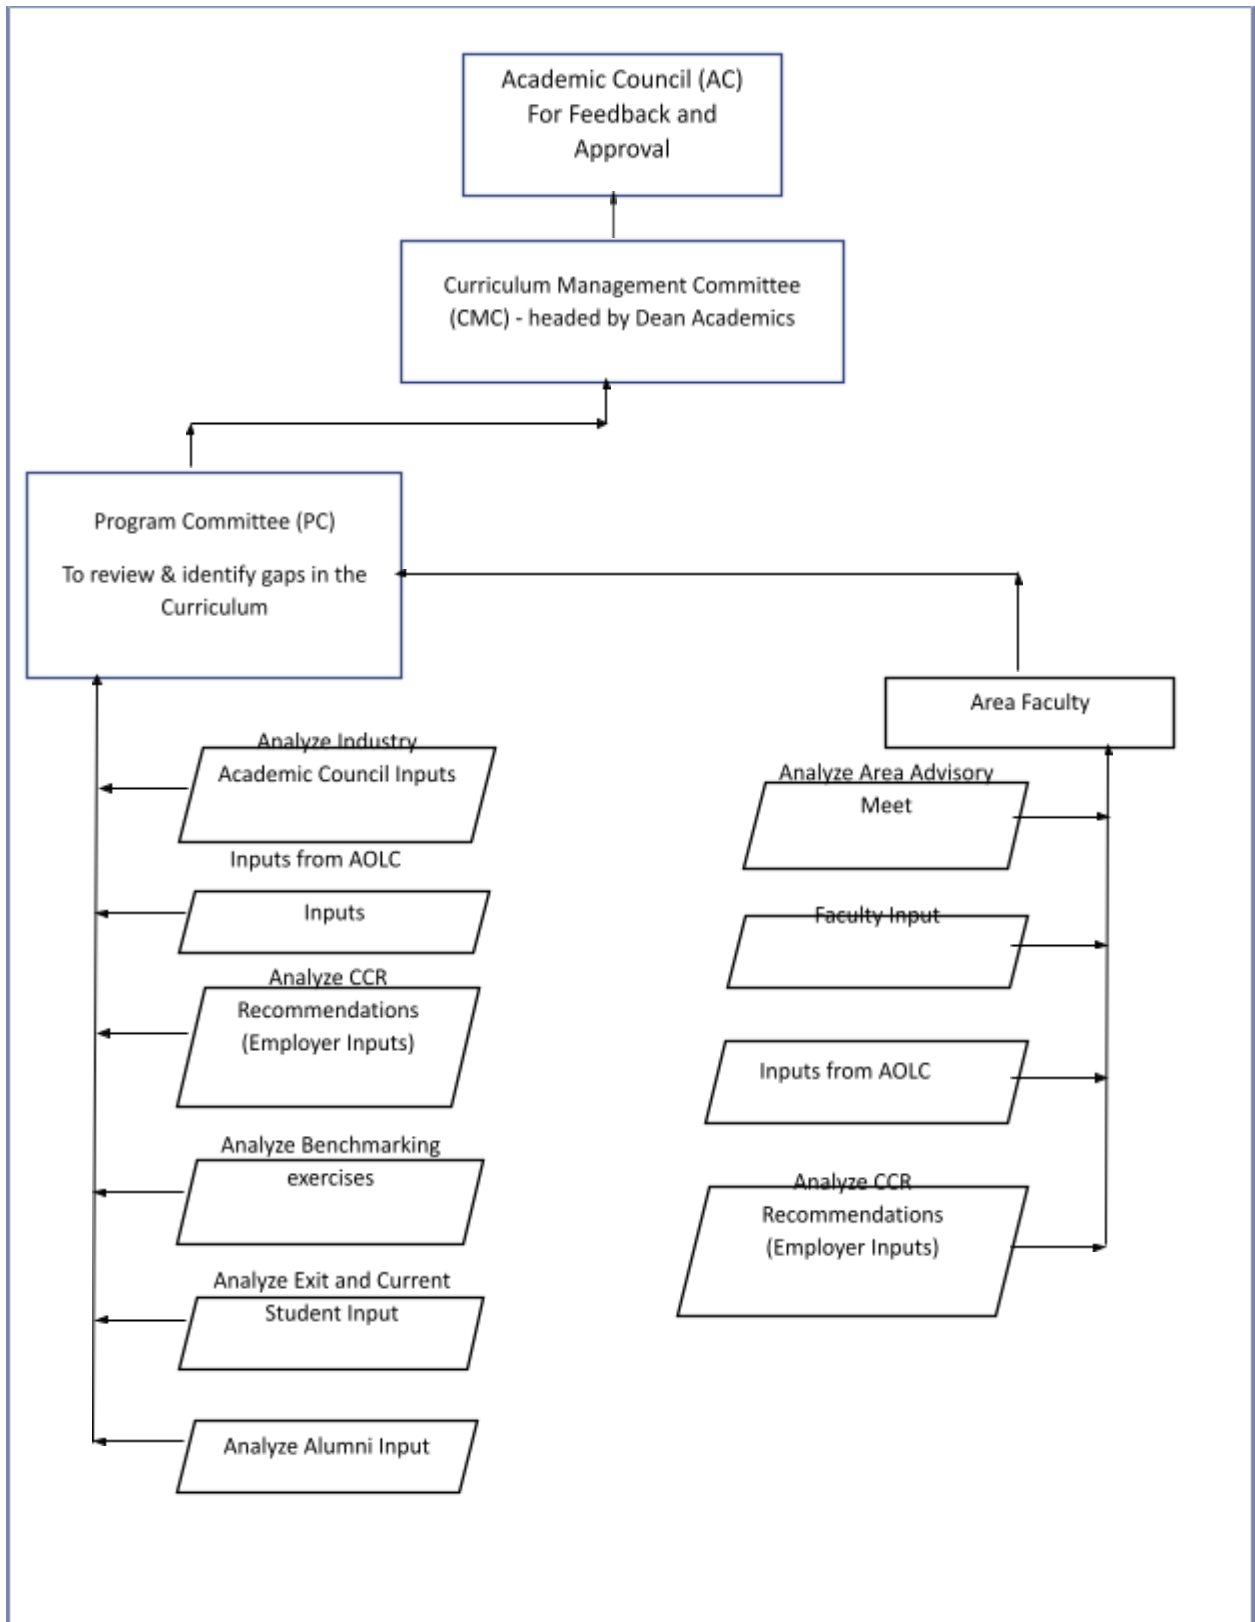 Academic Council (AC)
For Feedback and
Approval
Curriculum Management Committee
(CMC) - headed by Dean Academics
Program Committee (PC)
To review & identify gaps in the
Curriculum
Area Faculty
Analyze Industry
Academic Council Inputs
Inputs from AOLC
Inputs
Analyze CCR
Recommendations
(Employer Inputs)
Analyze Benchmarking
exercises
Analyze Exit and Current
Student Input
Analyze Alumni Input
Analyze Area Advisory
Meet
Faculty Input
Inputs from AOLC
Analyze CCR
Recommendations
(Employer Inputs)